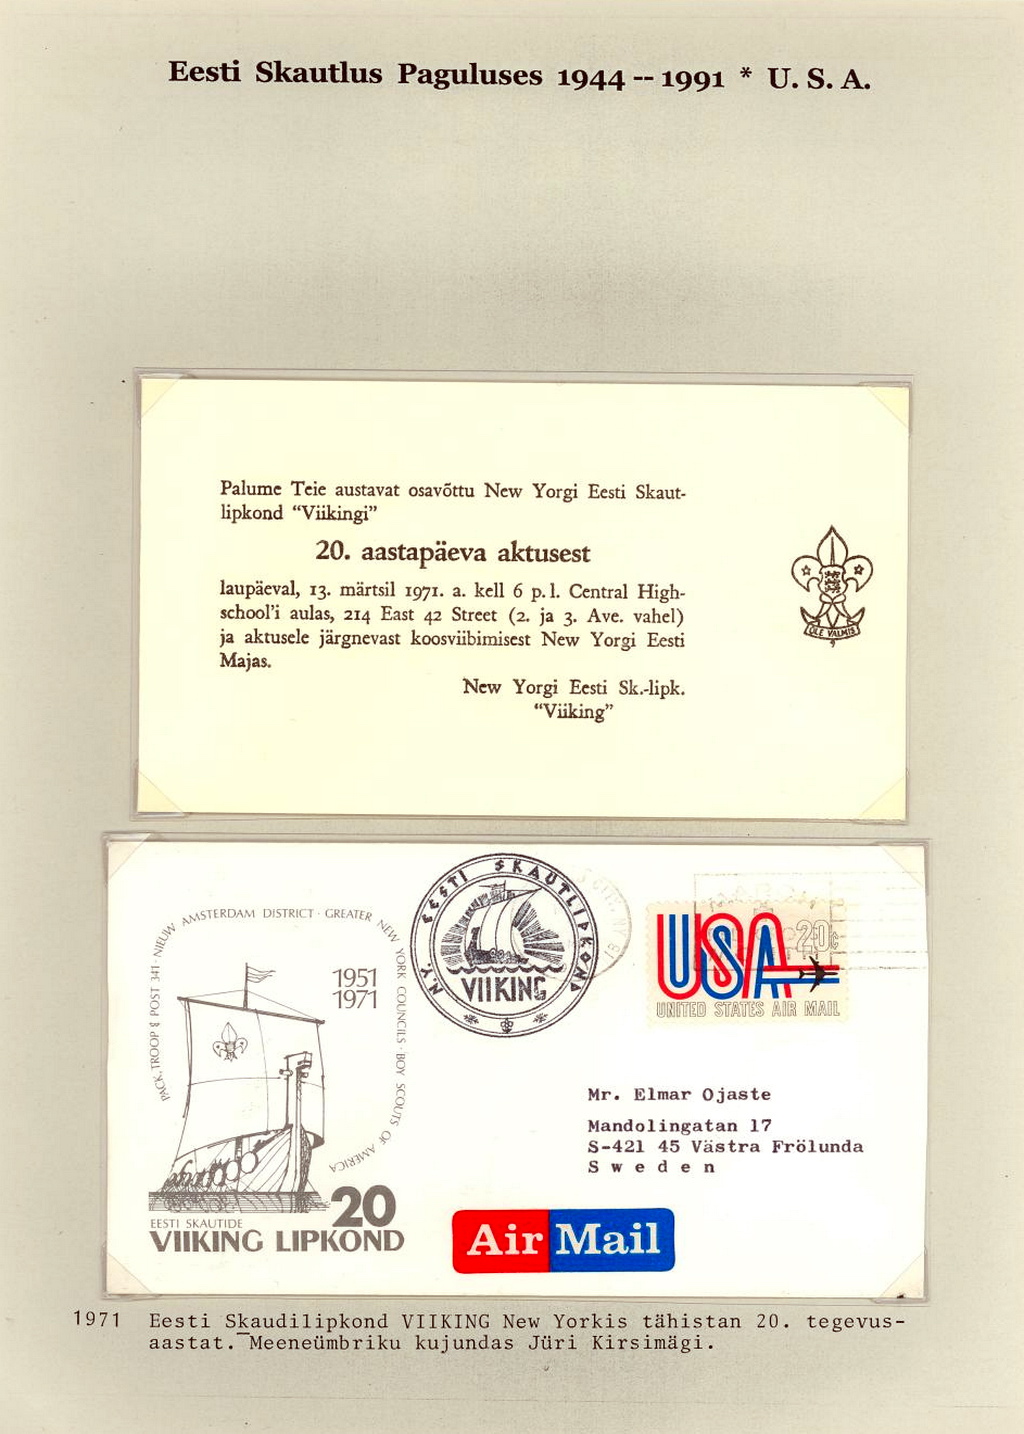 Eesti Skautlus Paguluses 1944--1991 * U. S. A.
Palume Teie austavat osavõttu New Yorgi Eesti Skaut-
lipkond “Viikingi”
20. aastapäeva aktusest
laupäeval, 13. märtsil 1971. a. kell 6 p. l. Central High-
school'i aulas, 214 East 42 Street (2. ja 3. Ave. vahel)
ja aktusele järgnevast koosviibimisest New Yorgi Eesti
Majas.
New Yorgi Eesti Sk.-lipk.
“Viiking”
ÜLE VALMIS
PACK, TROOP & POST 341 · NIEUW AMSTERDAM DISTRICT · GREATER NEW YORK COUNCILS · BOY SCOUTS OF AMERICA
1951
1971
20
EESTI SKAUTIDE
VIIKING LIPKOND
N.Y. EESTI SKAUTLIPKOND
VIIKING
USA 20c
UNITED STATES AIR MAIL
Mr. Elmar Ojaste
Mandolingatan 17
S-421 45 Västra Frölunda
S w e d e n
Air Mail
1971 Eesti Skaudilipkond VIIKING New Yorkis tähistan 20. tegevus-
aastat. Meeneümbriku kujundas Jüri Kirsimägi.